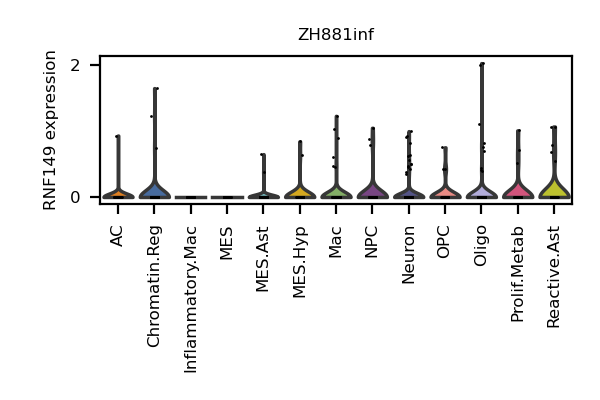 ZH881inf
RNF149 expression
2
0
AC
Chromatin.Reg
Inflammatory.Mac
MES
MES.Ast
MES.Hyp
Mac
NPC
Neuron
OPC
Oligo
Prolif.Metab
Reactive.Ast